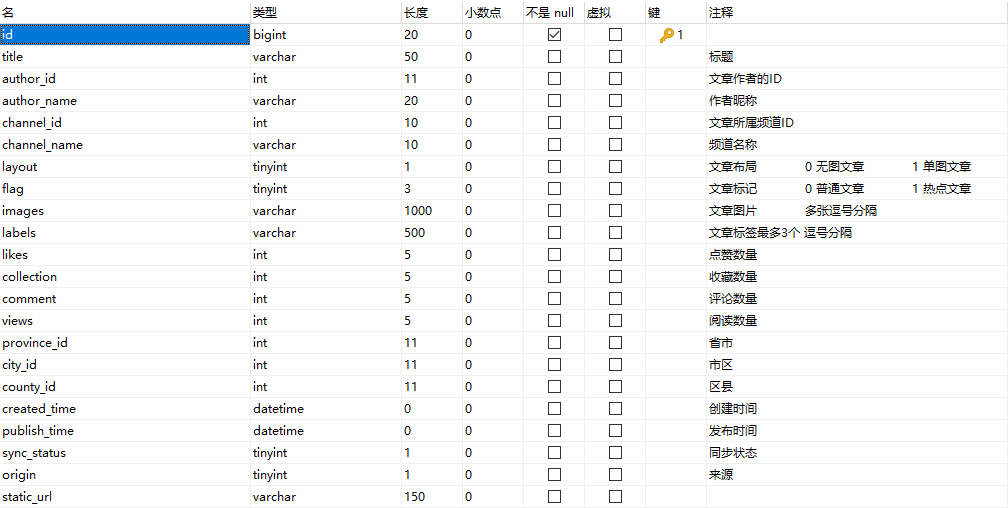 名 类型 长度 小数点 不是 null 虚拟 键 注释
id bigint 20 0 1
title varchar 50 0 标题
author_id int 11 0 文章作者的ID
author_name varchar 20 0 作者昵称
channel_id int 10 0 文章所属频道ID
channel_name varchar 10 0 频道名称
layout tinyint 1 0 文章布局 0 无图文章 1 单图文章
flag tinyint 3 0 文章标记 0 普通文章 1 热点文章
images varchar 1000 0 文章图片 多张逗号分隔
labels varchar 500 0 文章标签最多3个 逗号分隔
likes int 5 0 点赞数量
collection int 5 0 收藏数量
comment int 5 0 评论数量
views int 5 0 阅读数量
province_id int 11 0 省市
city_id int 11 0 市区
county_id int 11 0 区县
created_time datetime 0 0 创建时间
publish_time datetime 0 0 发布时间
sync_status tinyint 1 0 同步状态
origin tinyint 1 0 来源
static_url varchar 150 0